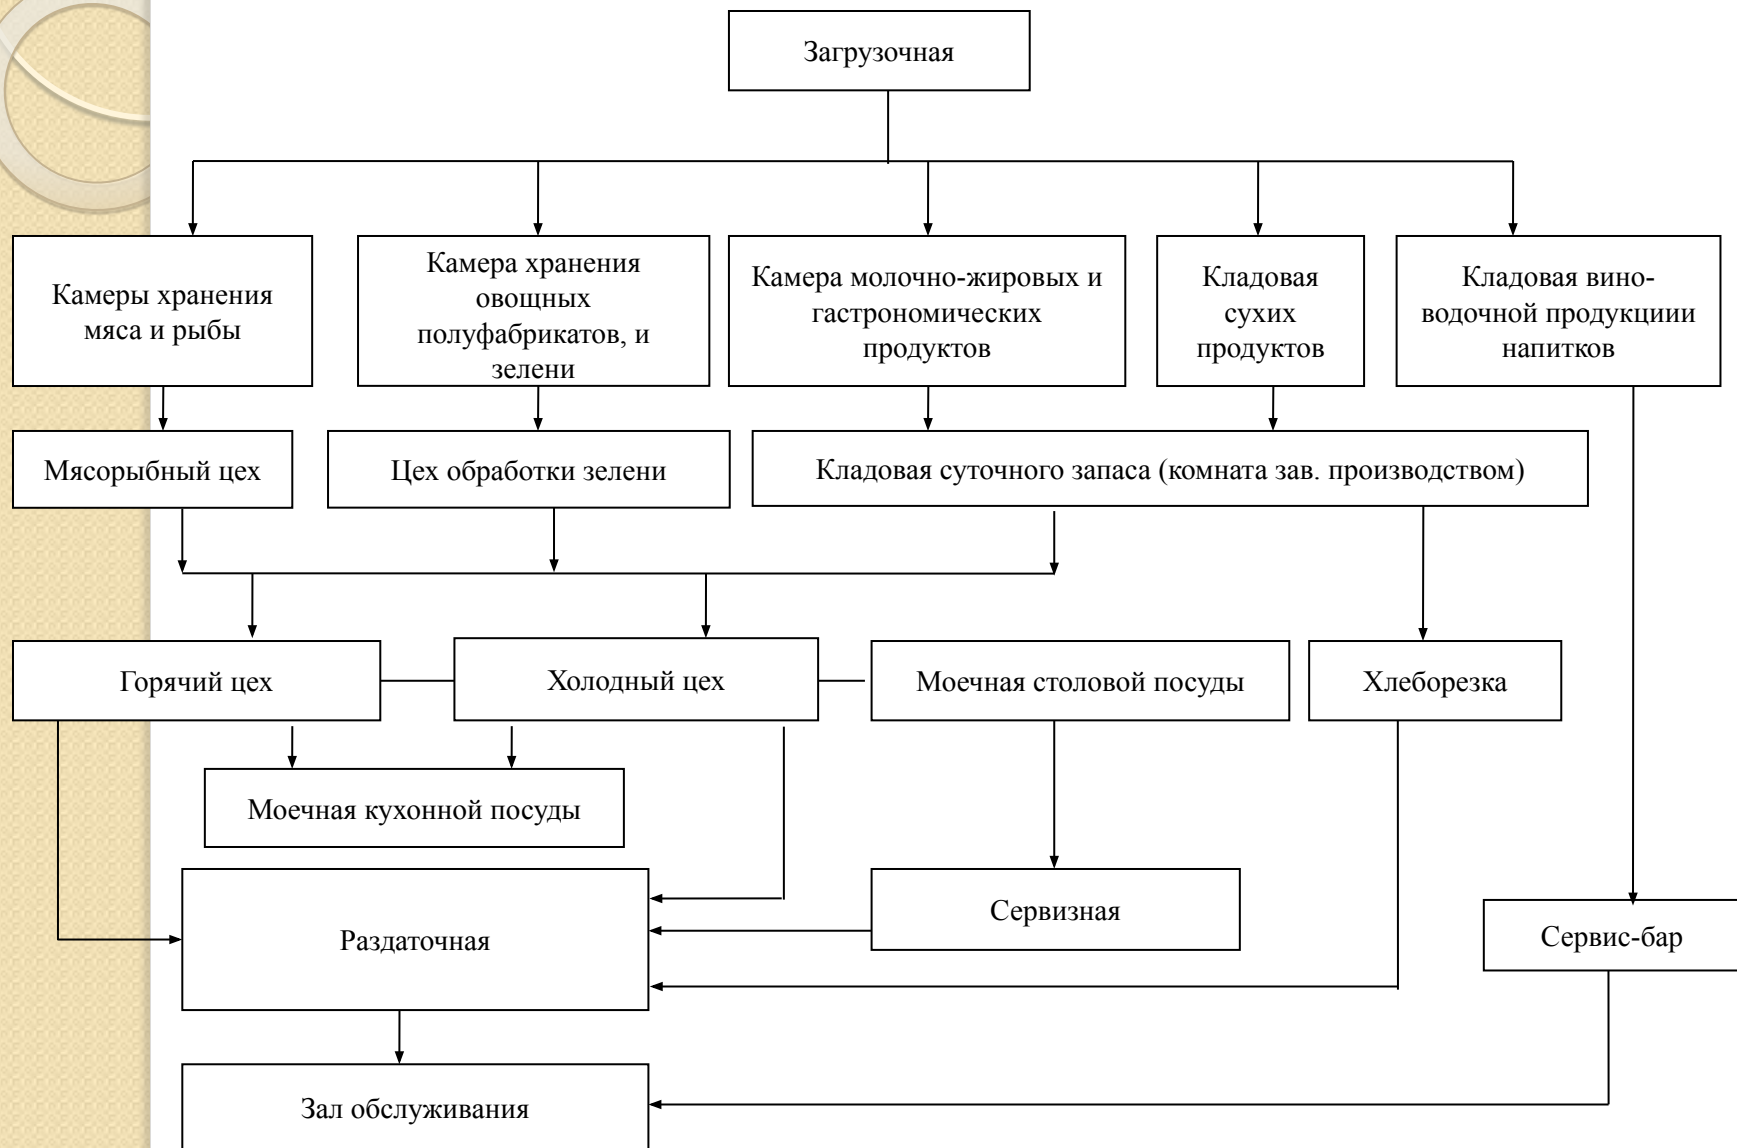 Загрузочная
Камеры хранения
мяса и рыбы
Камера хранения
овощных
полуфабрикатов, и
зелени
Камера молочно-жировых и
гастрономических
продуктов
Кладовая
сухих
продуктов
Кладовая вино-
водочной продукциии
напитков
Мясорыбный цех
Цех обработки зелени
Кладовая суточного запаса (комната зав. производством)
Горячий цех
Холодный цех
Моечная столовой посуды
Хлеборезка
Моечная кухонной посуды
Раздаточная
Сервизная
Сервис-бар
Зал обслуживания